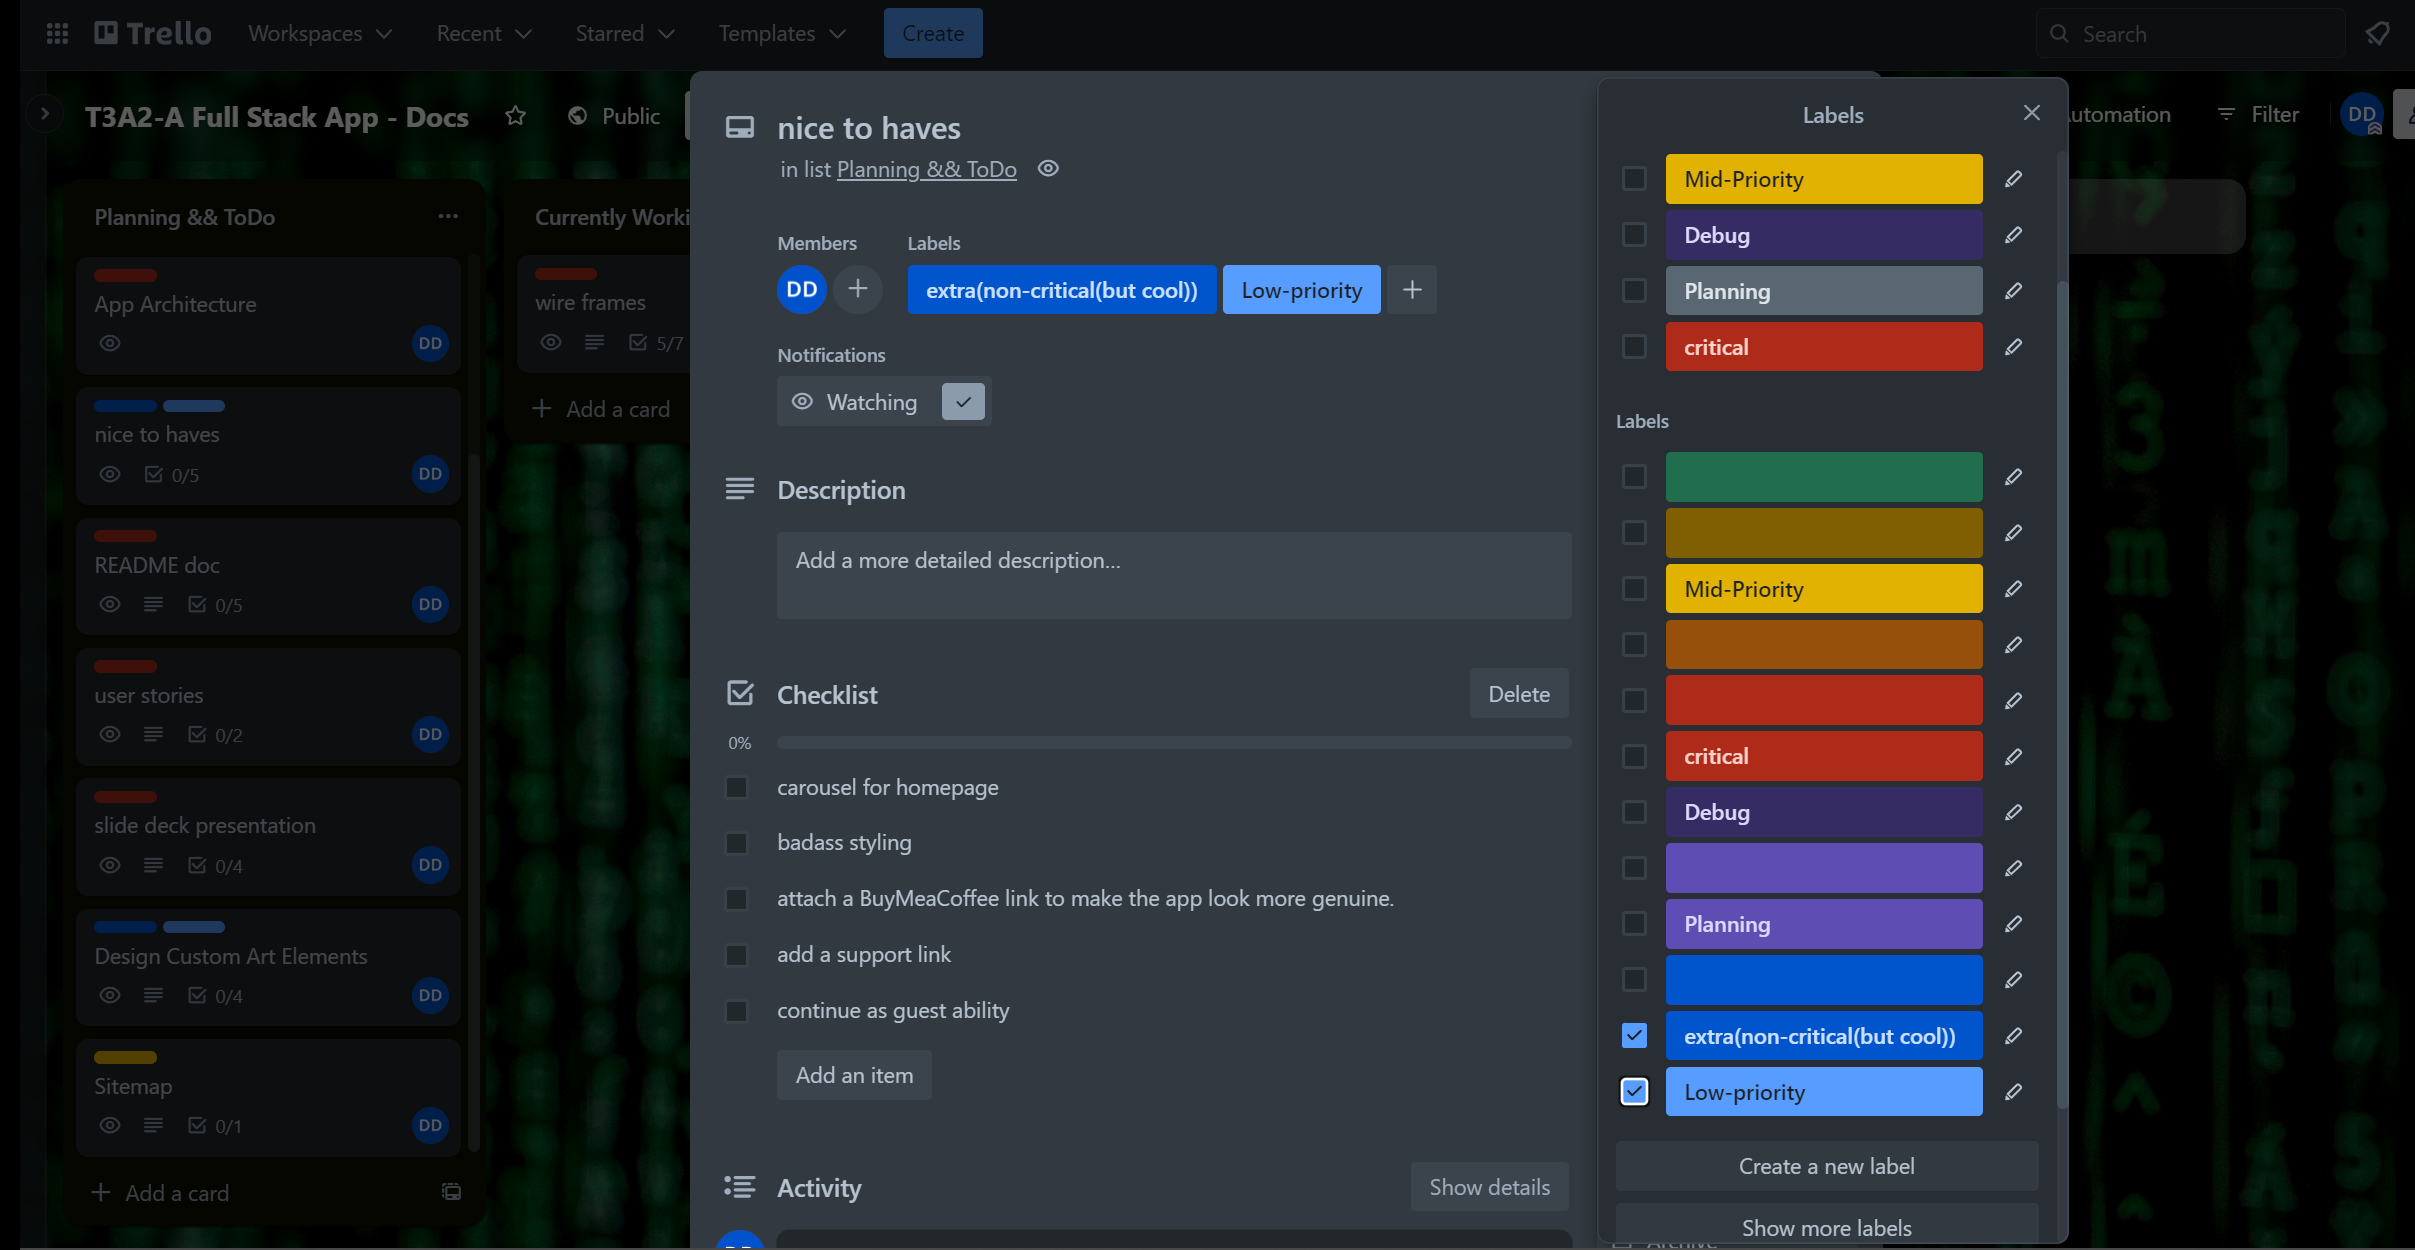 Trello
Workspaces
Recent
Starred
Templates
Create
Search
T3A2-A Full Stack App - Docs
Public
Automation
Filter
DD
Planning && ToDo
App Architecture
DD
nice to haves
0/5
DD
README doc
0/5
DD
user stories
0/2
DD
slide deck presentation
0/4
DD
Design Custom Art Elements
0/4
DD
Sitemap
0/1
DD
Add a card
Currently Worki
wire frames
5/7
Add a card
nice to haves
in list Planning && ToDo
Members
Labels
DD
extra(non-critical(but cool))
Low-priority
Notifications
Watching
Description
Add a more detailed description...
Checklist
Delete
0%
carousel for homepage
badass styling
attach a BuyMeaCoffee link to make the app look more genuine.
add a support link
continue as guest ability
Add an item
Activity
Show details
DD
Labels
Mid-Priority
Debug
Planning
critical
Labels
Mid-Priority
critical
Debug
Planning
extra(non-critical(but cool))
Low-priority
Create a new label
Show more labels
Archive